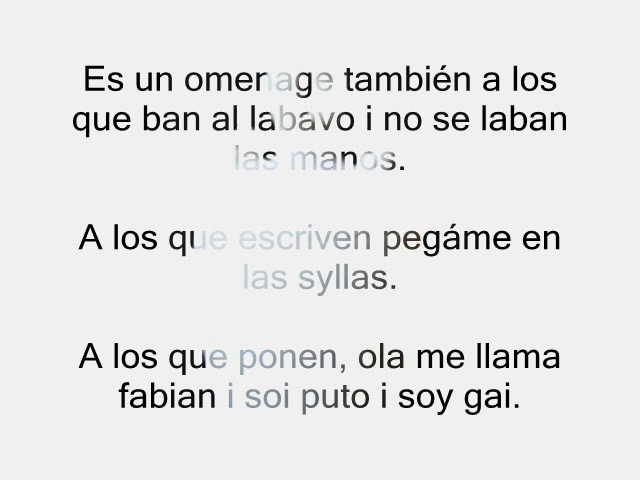 Es un omenage también a los
que ban al labavo i no se laban
las manos.
A los que escriven pegáme en
las syllas.
A los que ponen, ola me llama
fabian i soi puto i soy gai.